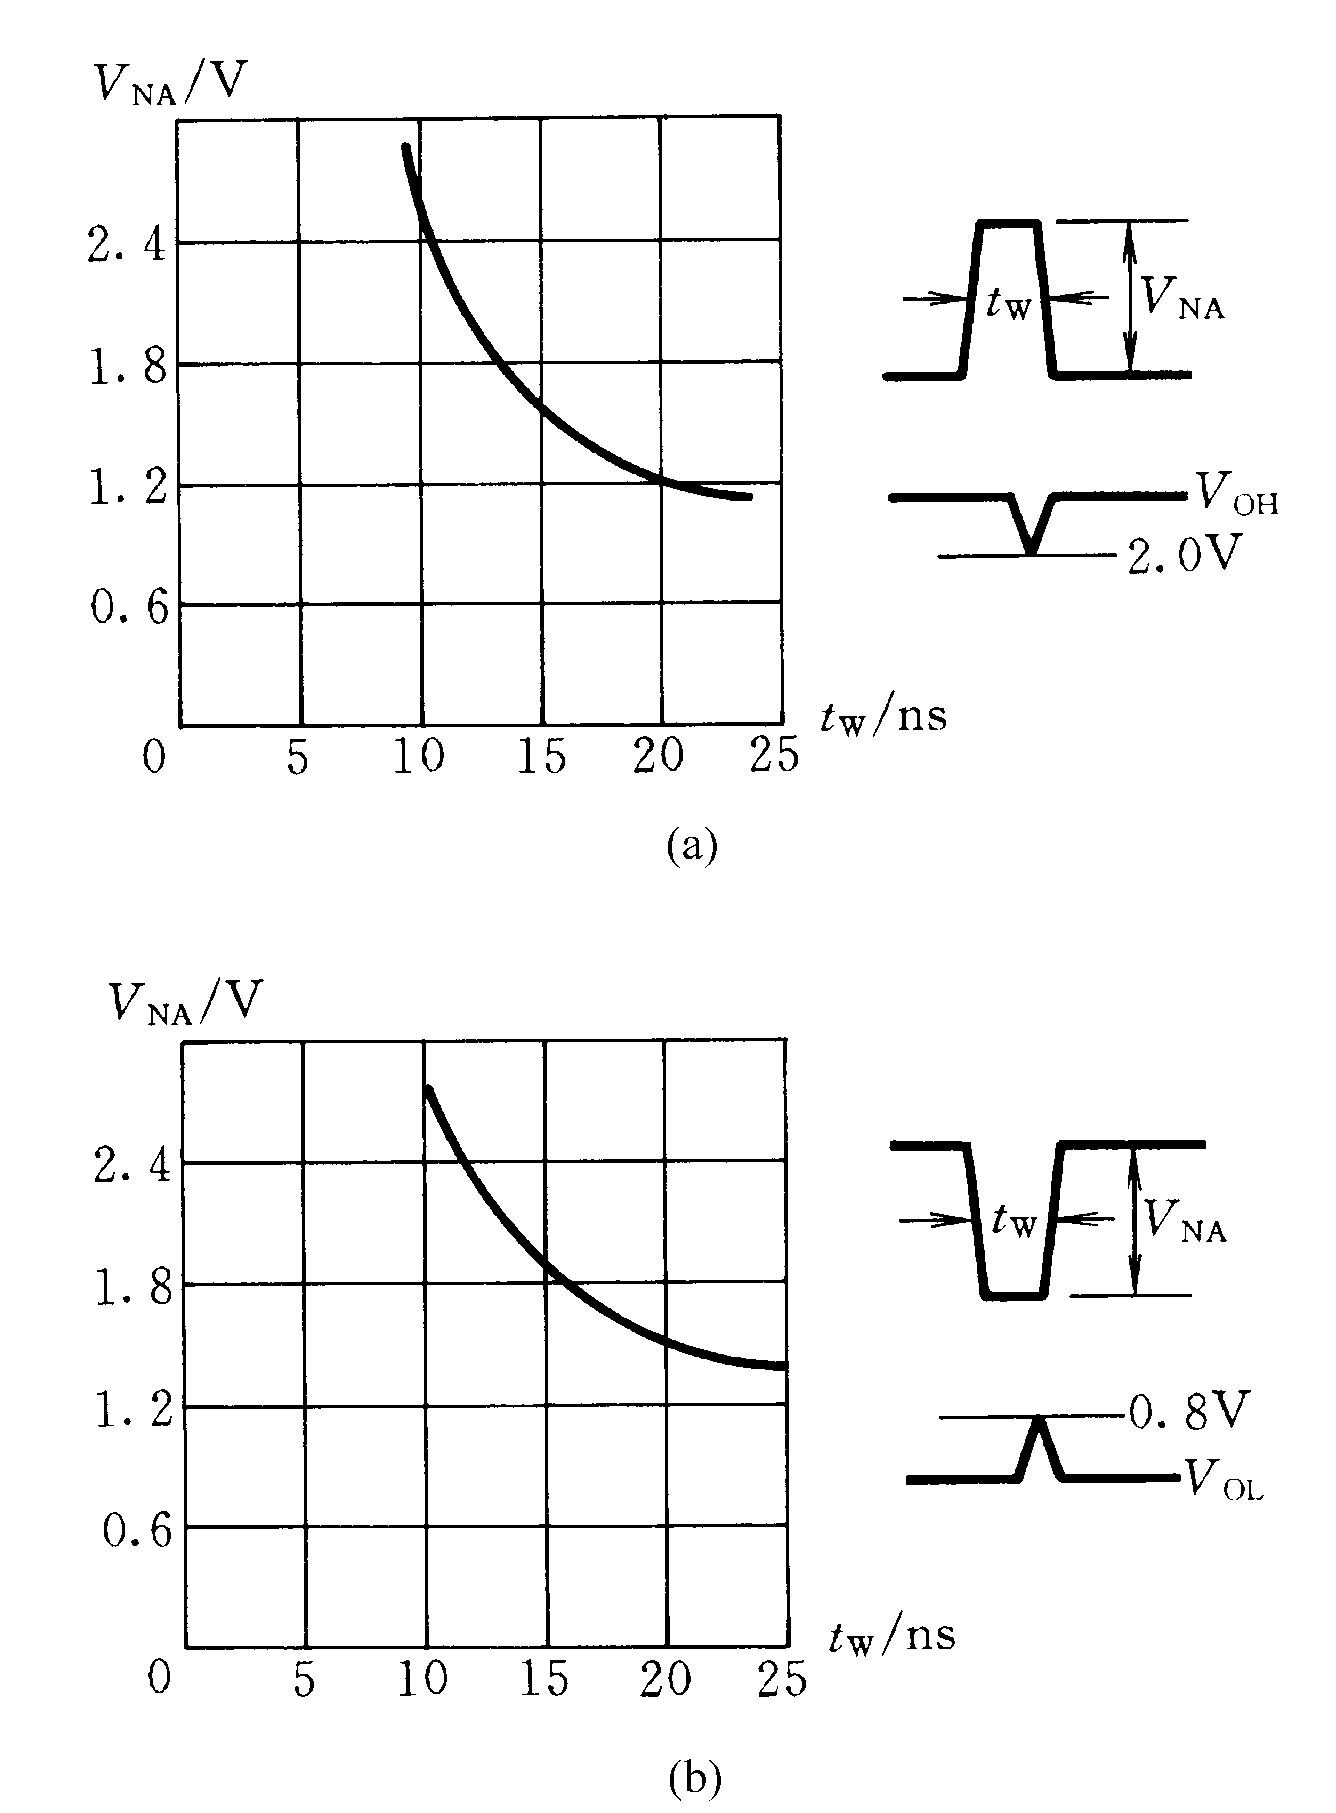 V_NA/V
2.4
1.8
1.2
0.6
0 5 10 15 20 25
t_W/ns
t_W
V_NA
V_OH
2.0V
(a)
V_NA/V
2.4
1.8
1.2
0.6
0 5 10 15 20 25
t_W/ns
t_W
V_NA
0.8V
V_OL
(b)